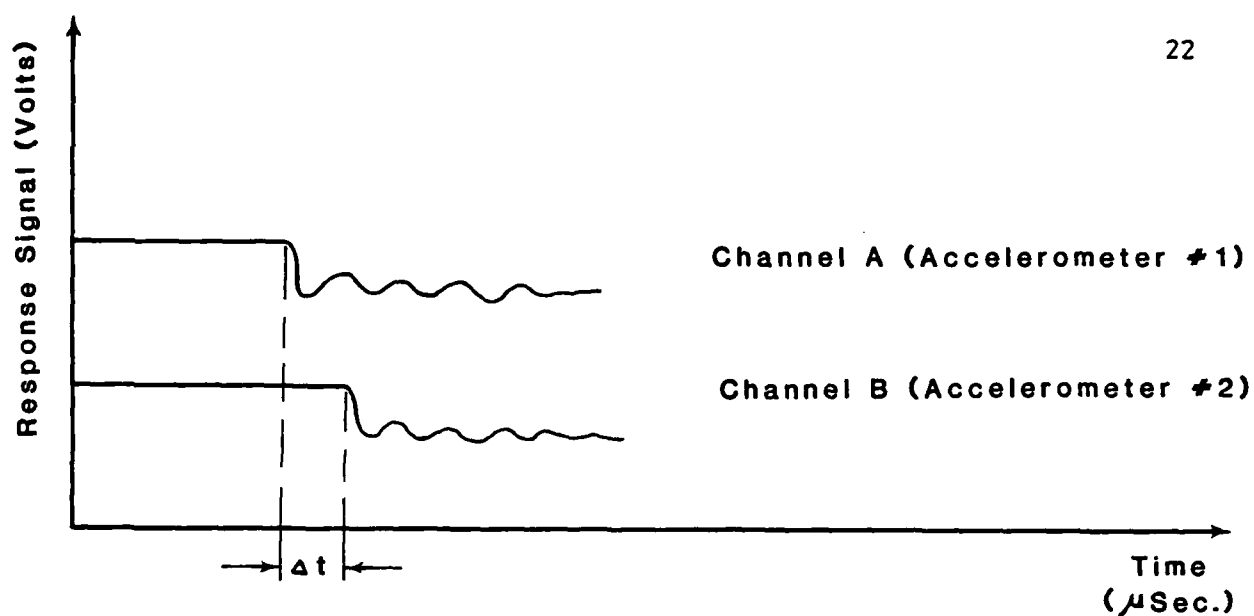 22
Response Signal (Volts)
Channel A (Accelerometer #1)
Channel B (Accelerometer #2)
Δt
Time
(μSec.)